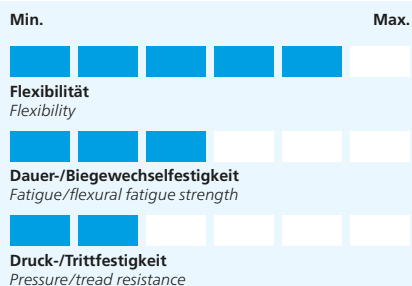 Min. Max.
Flexibilität
Flexibility
Dauer-/Biegewechselfestigkeit
Fatigue/flexural fatigue strength
Druck-/Trittfestigkeit
Pressure/tread resistance